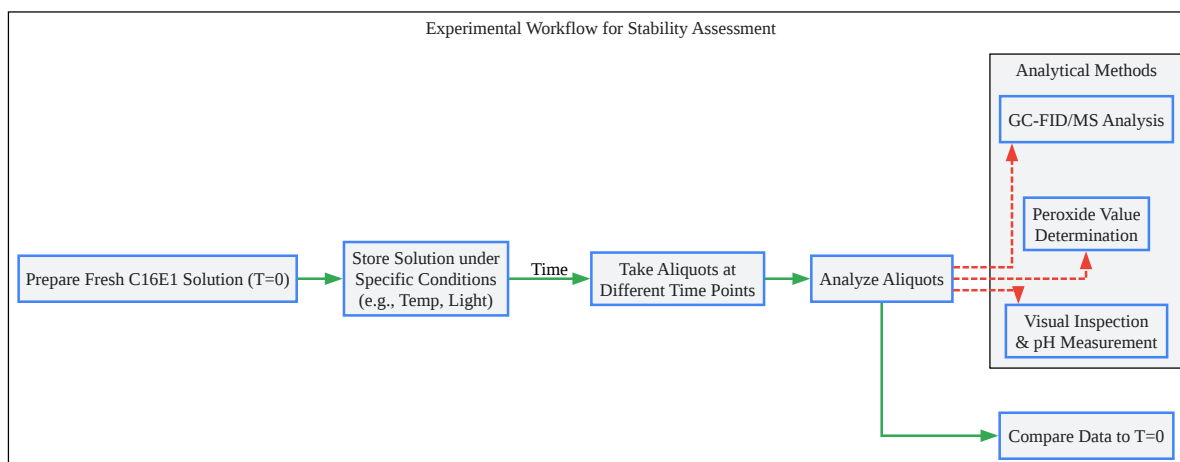 Experimental Workflow for Stability Assessment
Analytical Methods
GC-FID/MS Analysis
Peroxide Value
Determination
Prepare Fresh C16E1 Solution (T=0)
Store Solution under
Specific Conditions
(e.g., Temp, Light)
Time
Take Aliquots at
Different Time Points
Analyze Aliquots
Visual Inspection
& pH Measurement
Compare Data to T=0